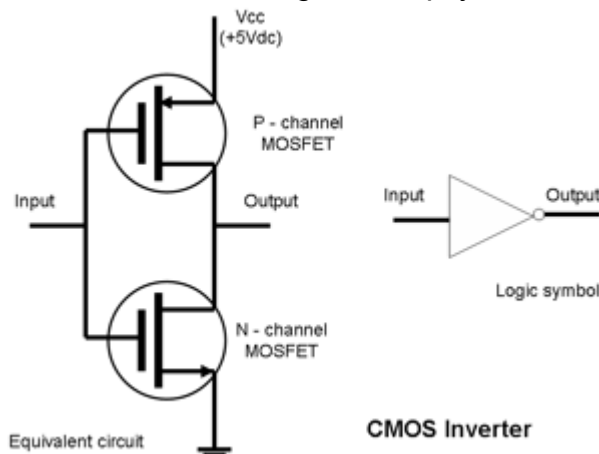 Vcc
(+5Vdc)
P - channel
MOSFET
Input
Output
Input
Output
Logic symbol
N - channel
MOSFET
Equivalent circuit
CMOS Inverter